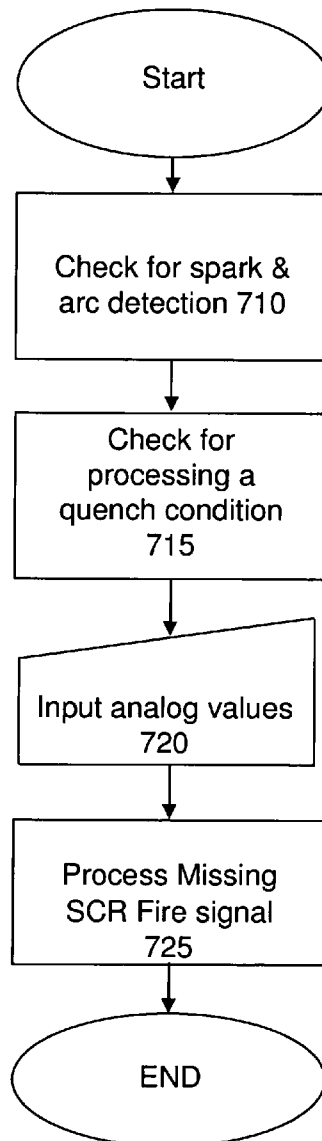 Start
Check for spark &
arc detection 710
Check for
processing a
quench condition
715
Input analog values
720
Process Missing
SCR Fire signal
725
END